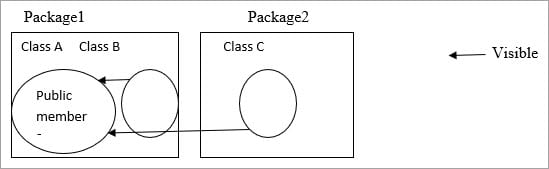 Package1
Package2
Class A
Class B
Class C
Visible
Public
member
-